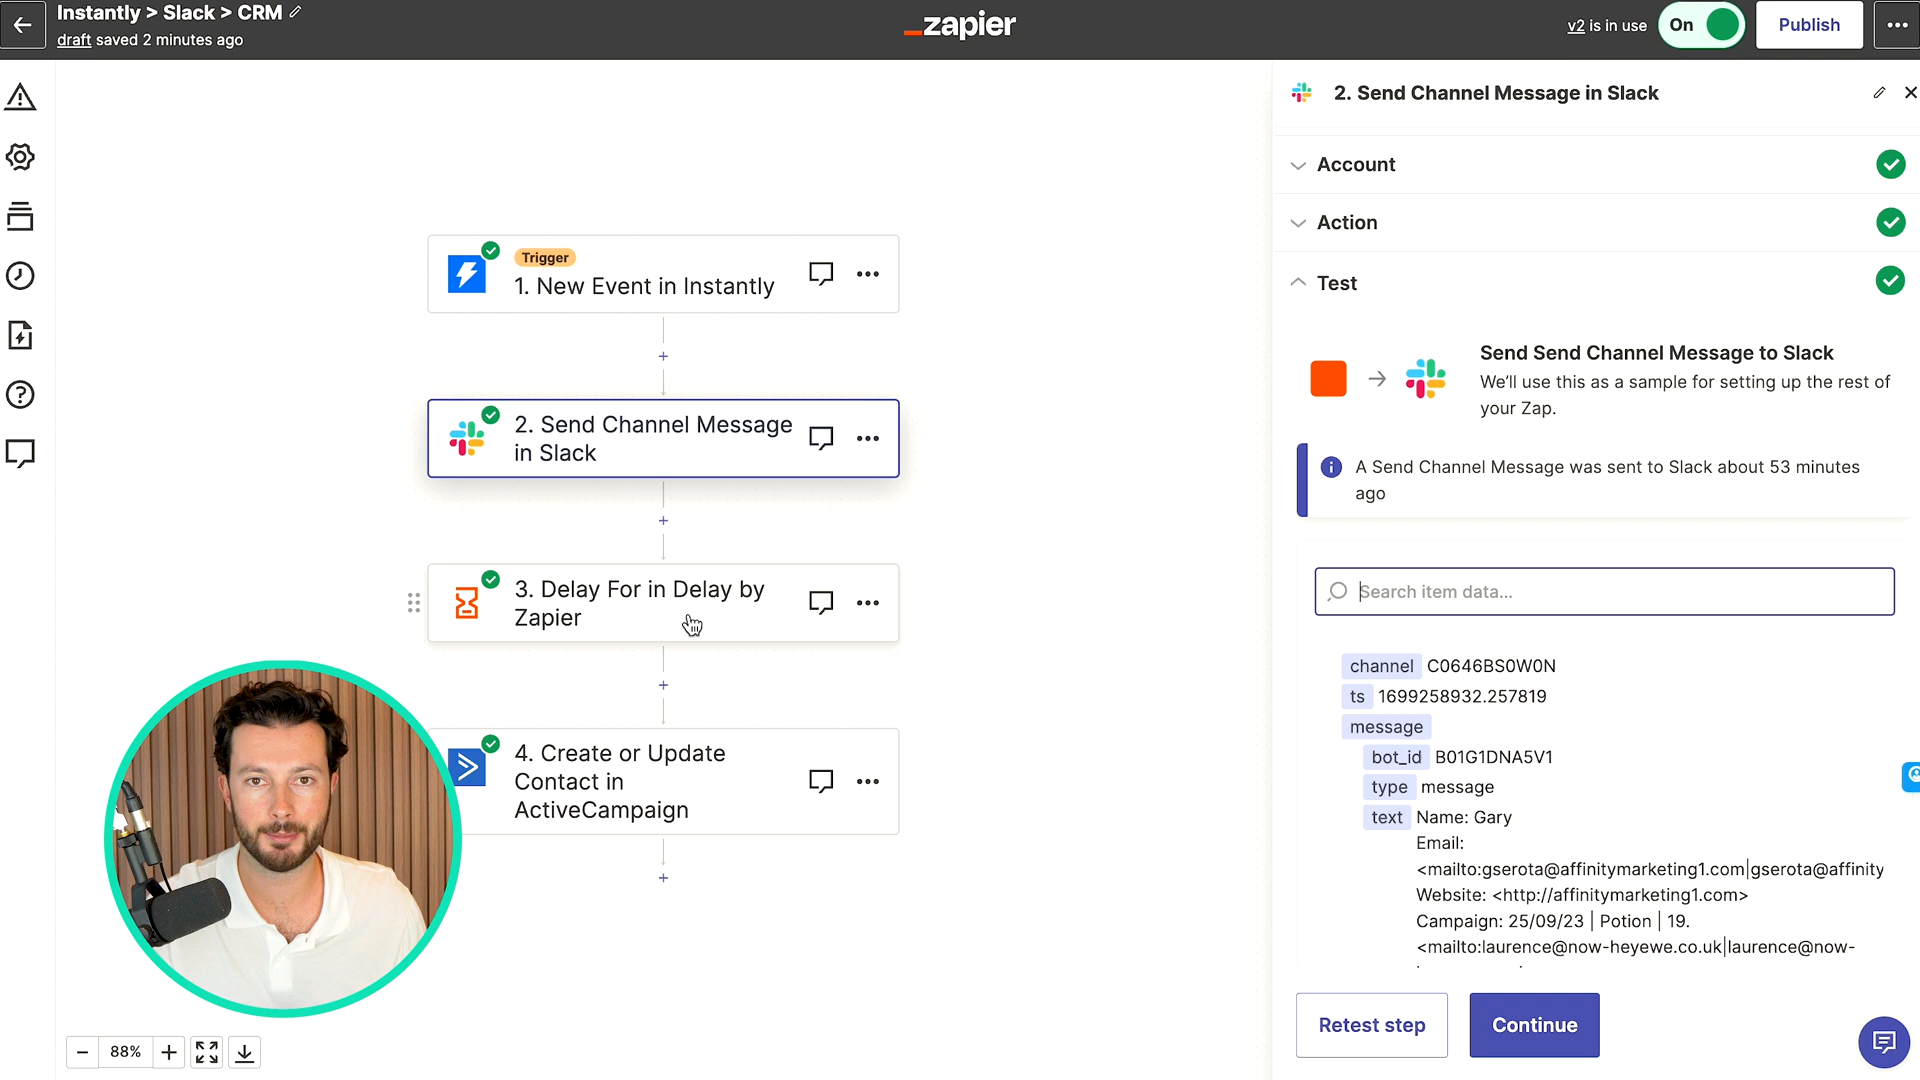 Instantly > Slack > CRM
draft saved 2 minutes ago
zapier
v2 is in use
On
Publish
Trigger
1. New Event in Instantly
2. Send Channel Message
in Slack
3. Delay For in Delay by
Zapier
4. Create or Update
Contact in
ActiveCampaign
88%
2. Send Channel Message in Slack
Account
Action
Test
Send Send Channel Message to Slack
We'll use this as a sample for setting up the rest of
your Zap.
A Send Channel Message was sent to Slack about 53 minutes
ago
Search item data...
channel C0646BS0W0N
ts 1699258932.257819
message
bot_id B01G1DNA5V1
type message
text Name: Gary
Email:
<mailto:gserota@affinitymarketing1.com|gserota@affinity
Website: <http://affinitymarketing1.com>
Campaign: 25/09/23 | Potion | 19.
<mailto:laurence@now-heyewe.co.uk|laurence@now-
Retest step
Continue